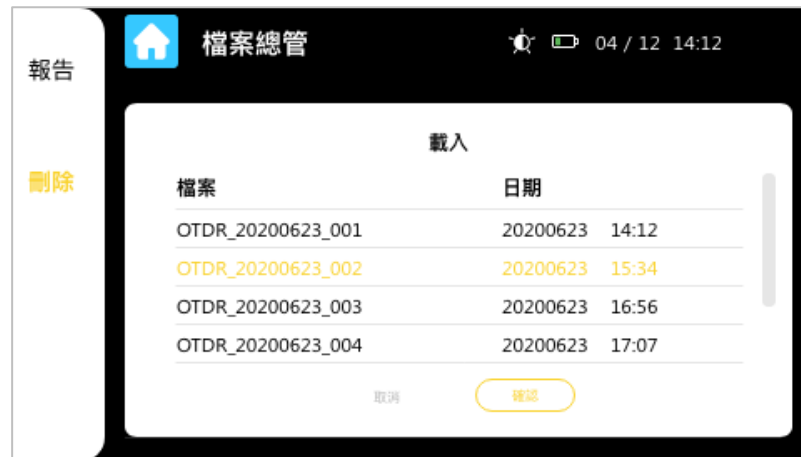 檔案總管 04 / 12 14:12
報告
刪除
載入
檔案 日期
OTDR_20200623_001 20200623 14:12
OTDR_20200623_002 20200623 15:34
OTDR_20200623_003 20200623 16:56
OTDR_20200623_004 20200623 17:07
取消 確認